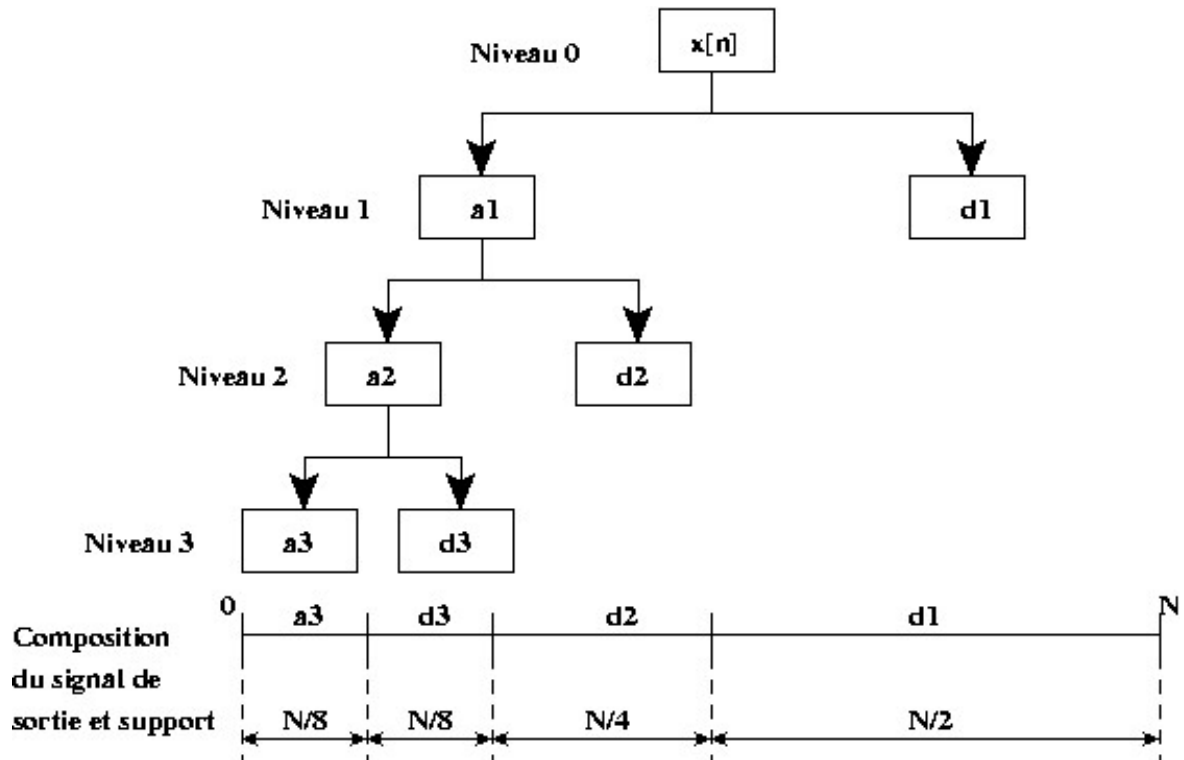 Niveau 0
x[n]
Niveau 1
a1
d1
Niveau 2
a2
d2
Niveau 3
a3
d3
0
a3
d3
d2
d1
N
Composition
du signal de
sortie et support
N/8
N/8
N/4
N/2